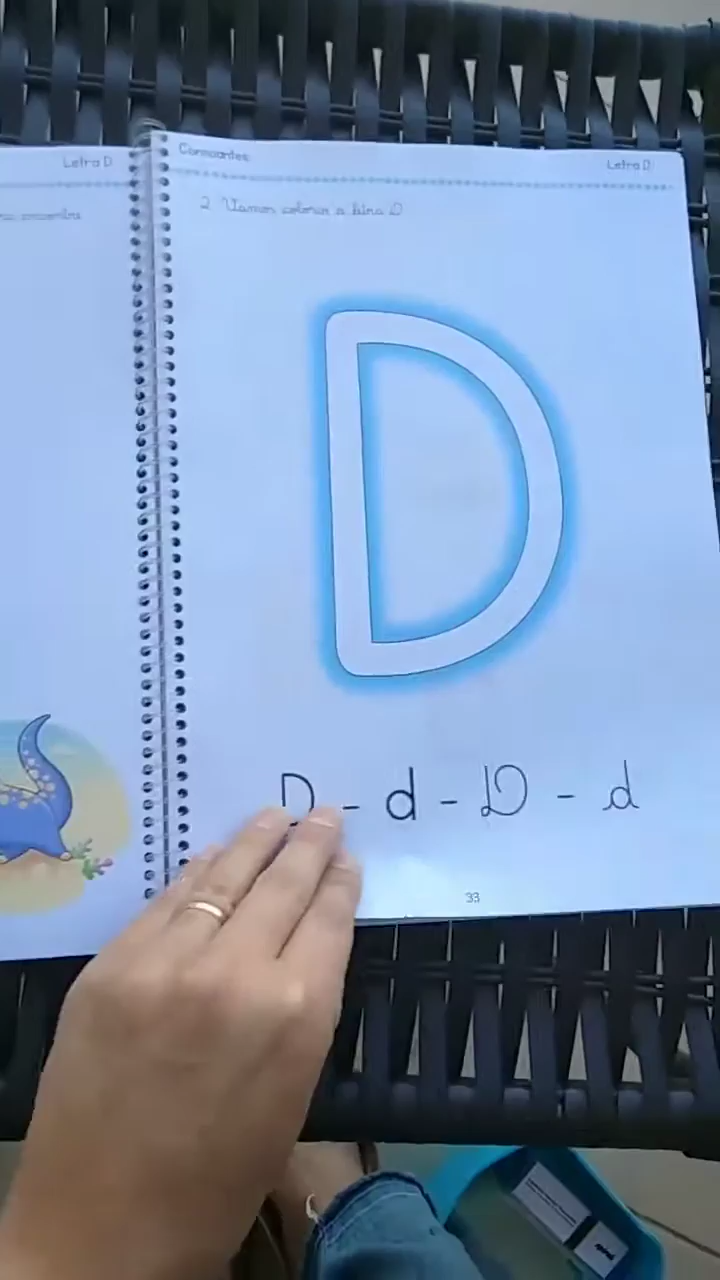 Letra D
Consoantes
Letra D
2 Vamos colorir a letra D
D - d - D - d
33